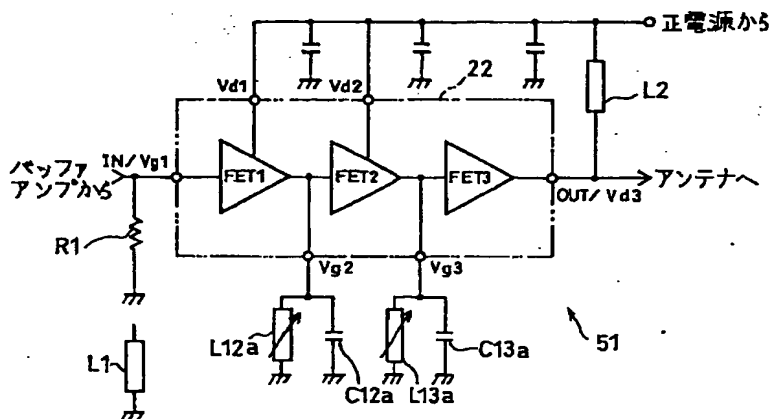 正電源から
Vd1
Vd2
22
L2
バッファ
アンプから
IN/Vg1
FET1
FET2
FET3
アンテナへ
OUT/Vd3
R1
Vg2
Vg3
L12a
C12a
L13a
C13a
51
L1